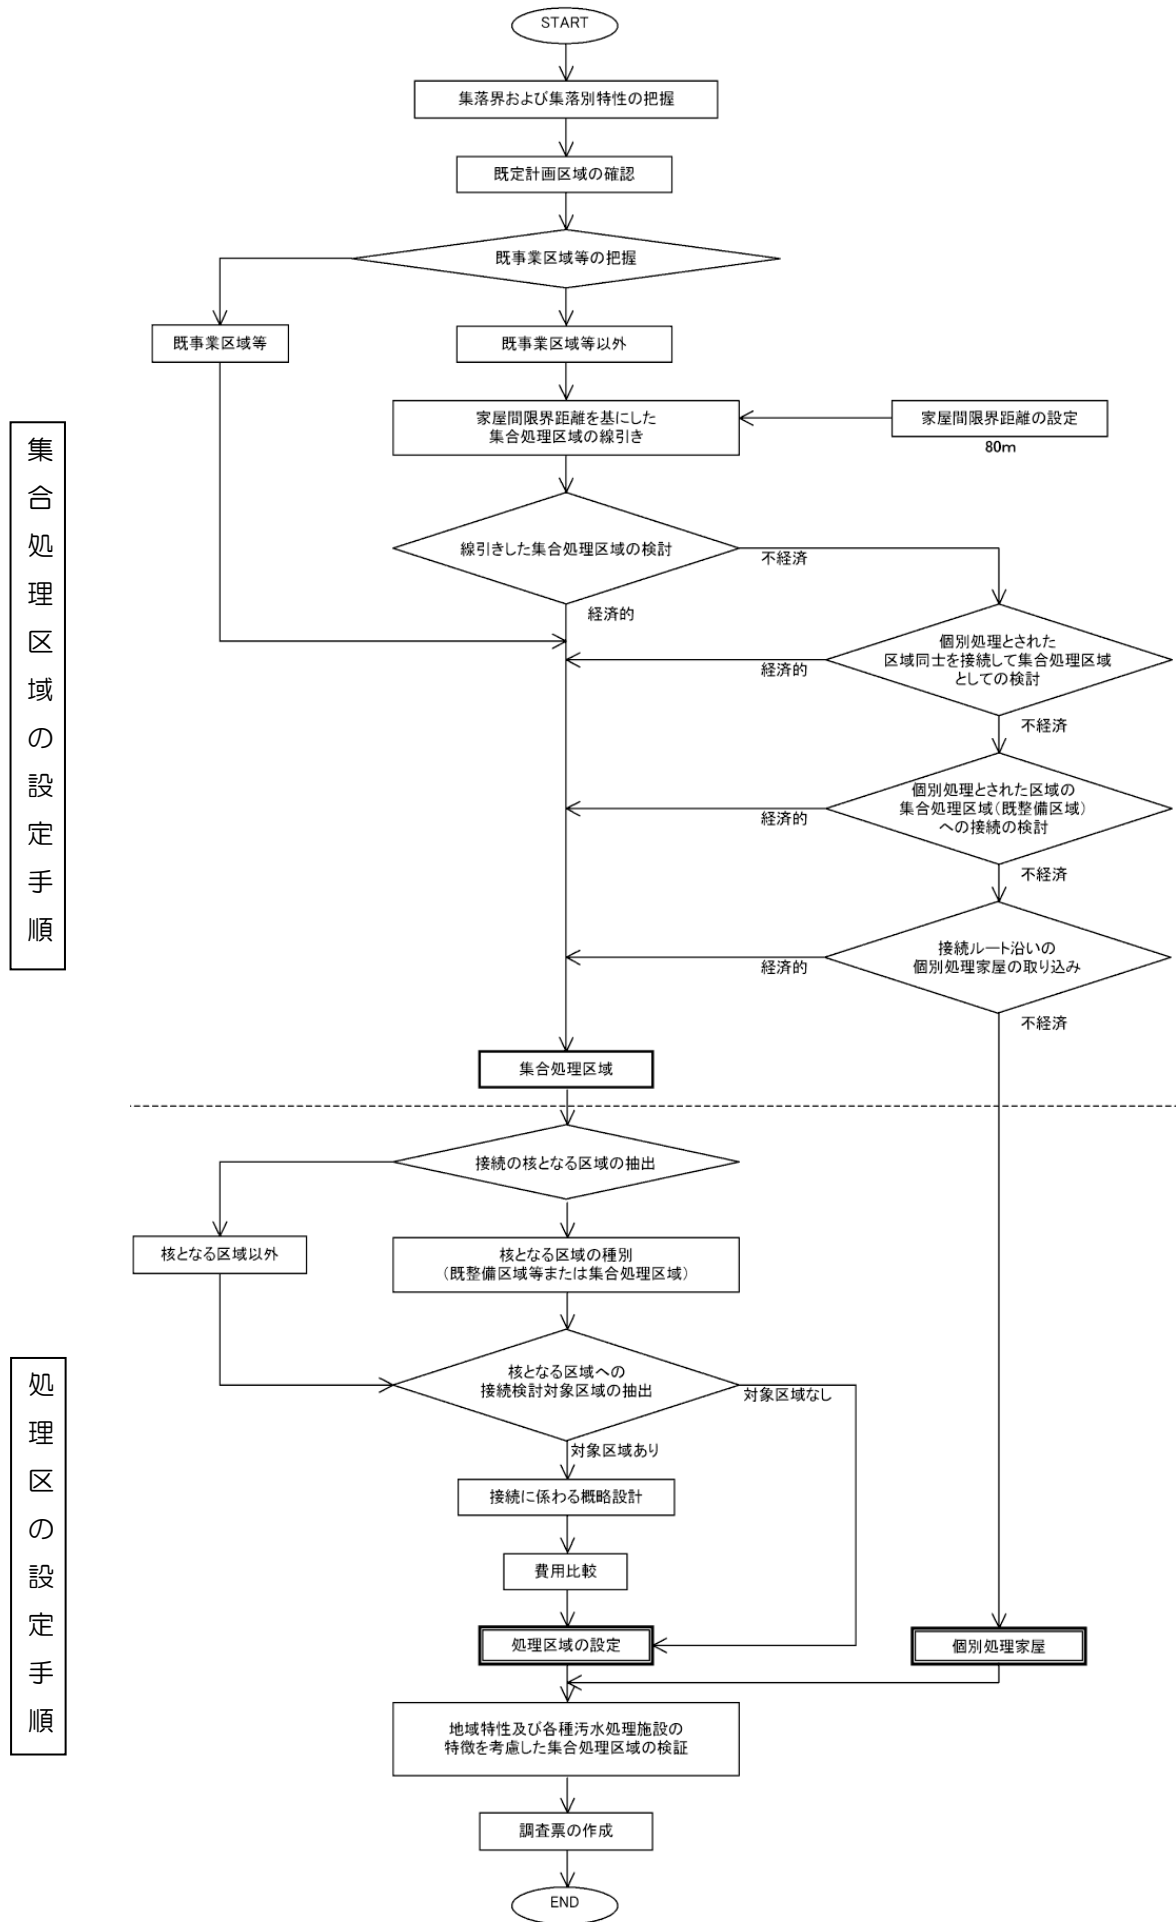 START
集落界および集落別特性の把握
既定計画区域の確認
既事業区域等の把握
既事業区域等
既事業区域等以外
家屋間限界距離を基にした
集合処理区域の線引き
家屋間限界距離の設定
80m
集合処理区域の設定手順
線引きした集合処理区域の検討
不経済
経済的
個別処理とされた
区域同士を接続して集合処理区域
としての検討
経済的
不経済
個別処理とされた区域の
集合処理区域(既整備区域)
への接続の検討
経済的
不経済
接続ルート沿いの
個別処理家屋の取り込み
経済的
不経済
集合処理区域
接続の核となる区域の抽出
核となる区域以外
核となる区域の種別
(既整備区域等または集合処理区域)
処理区の設定手順
核となる区域への
接続検討対象区域の抽出
対象区域なし
対象区域あり
接続に係わる概略設計
費用比較
処理区域の設定
個別処理家屋
地域特性及び各種汚水処理施設の
特徴を考慮した集合処理区域の検証
調査票の作成
END